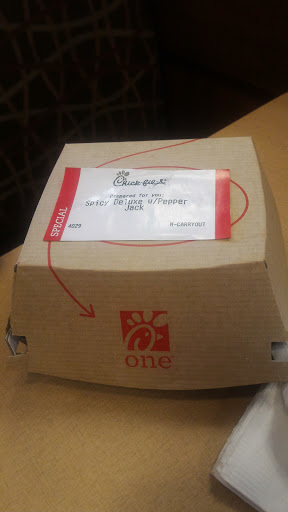 Chick-fil-A
Prepared for you:
Spicy Deluxe w/Pepper
Jack
SPECIAL
4029
M-CARRYOUT
one